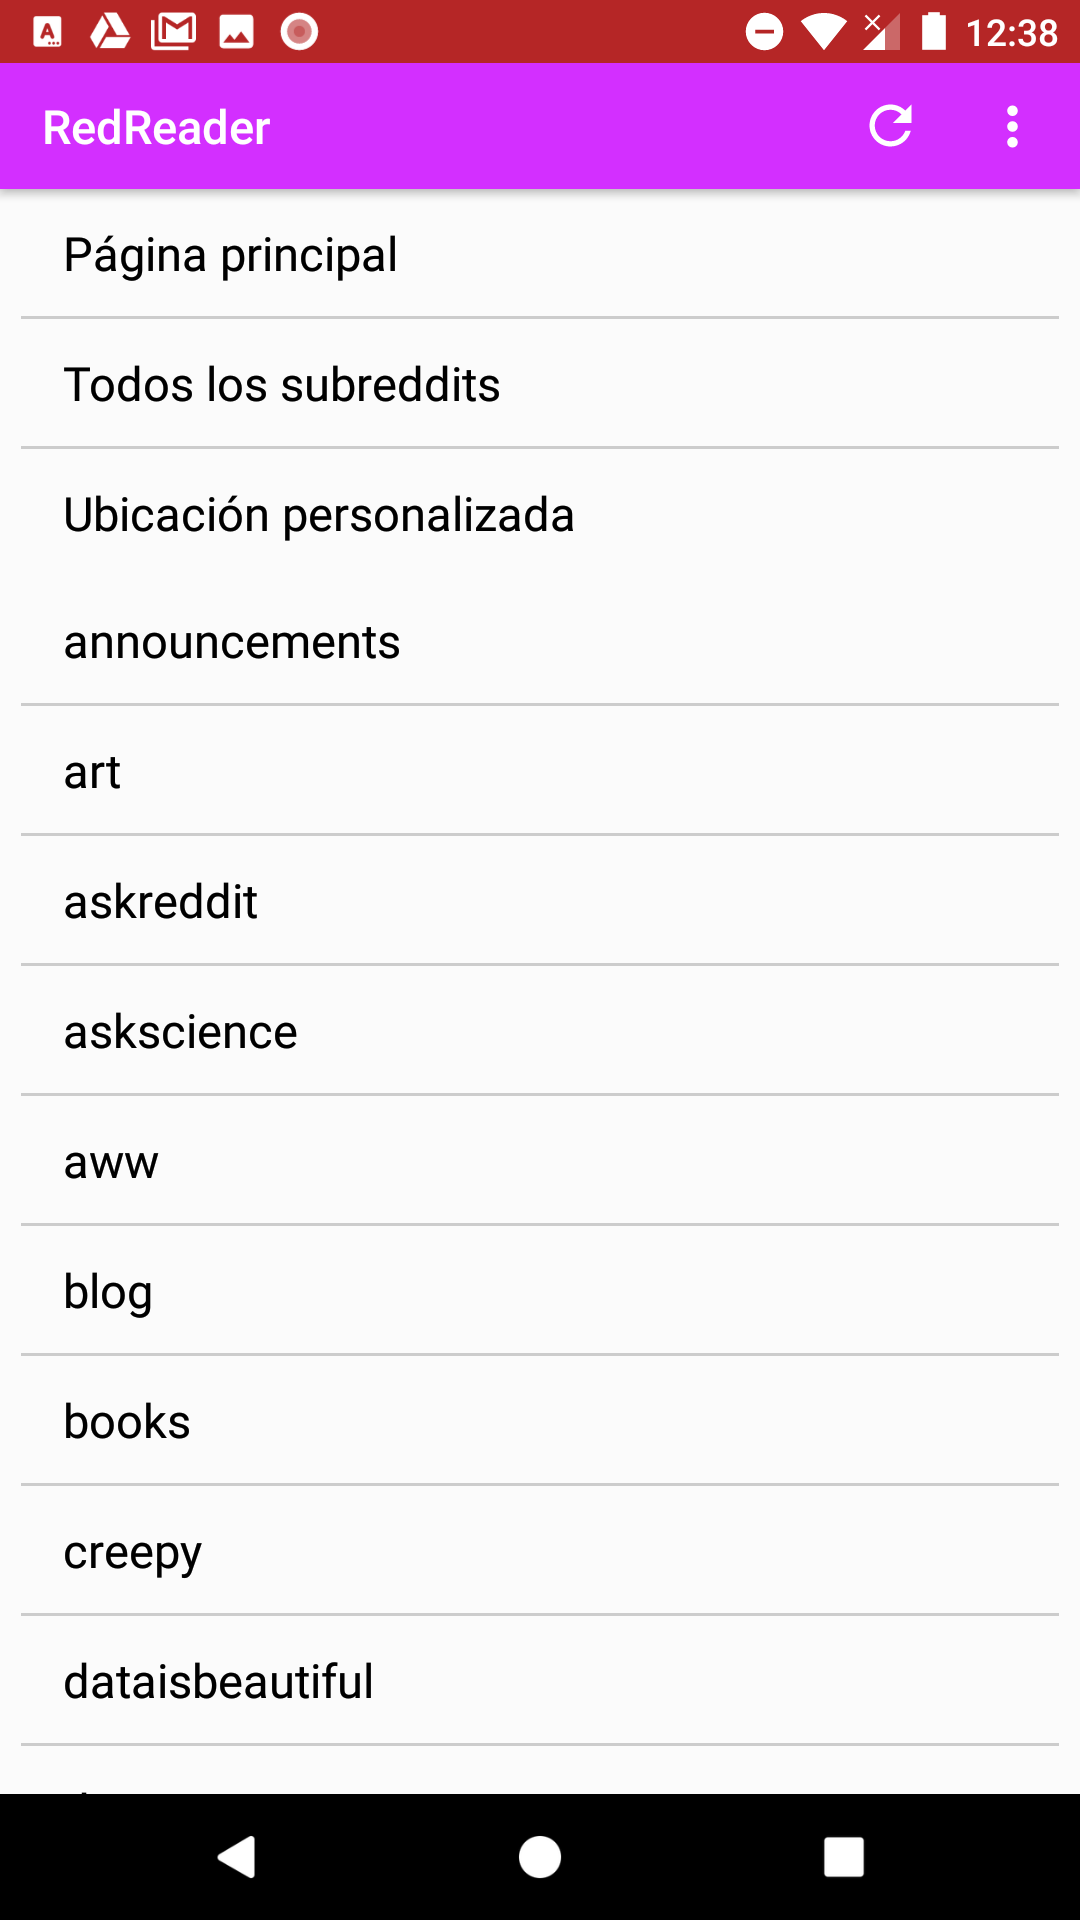 12:38
RedReader
Página principal
Todos los subreddits
Ubicación personalizada
announcements
art
askreddit
askscience
aww
blog
books
creepy
dataisbeautiful